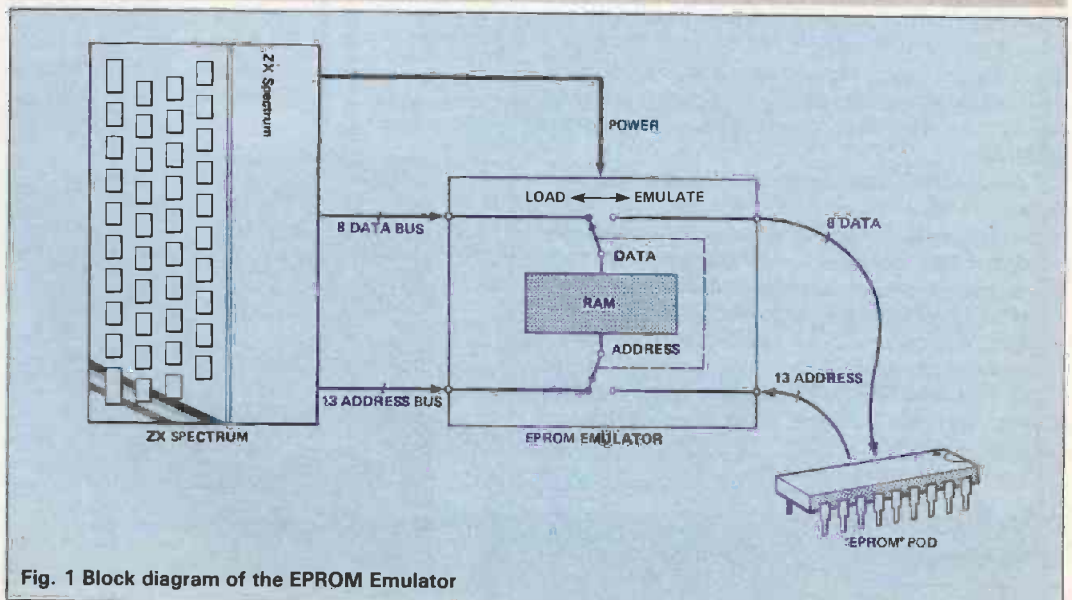 ZX Spectrum
POWER
LOAD EMULATE
8 DATA BUS
8 DATA
DATA
RAM
ADDRESS
13 ADDRESS BUS
13 ADDRESS
ZX SPECTRUM
EPROM EMULATOR
"EPROM" POD
Fig. 1 Block diagram of the EPROM Emulator